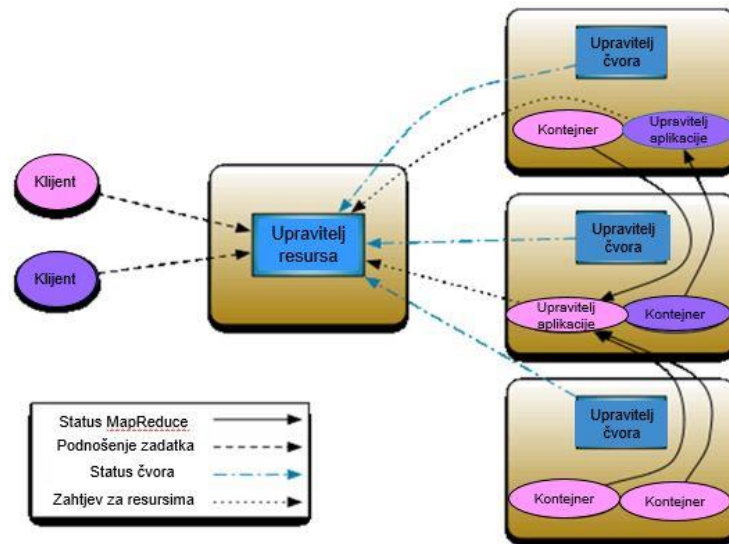 Klijent
Klijent
Upravitelj
resursa
Upravitelj
čvora
Kontejner
Upravitelj
aplikacije
Upravitelj
čvora
Upravitelj
aplikacije
Kontejner
Upravitelj
čvora
Kontejner
Kontejner
Status MapReduce
Podnošenje zadatka
Status čvora
Zahtjev za resursima